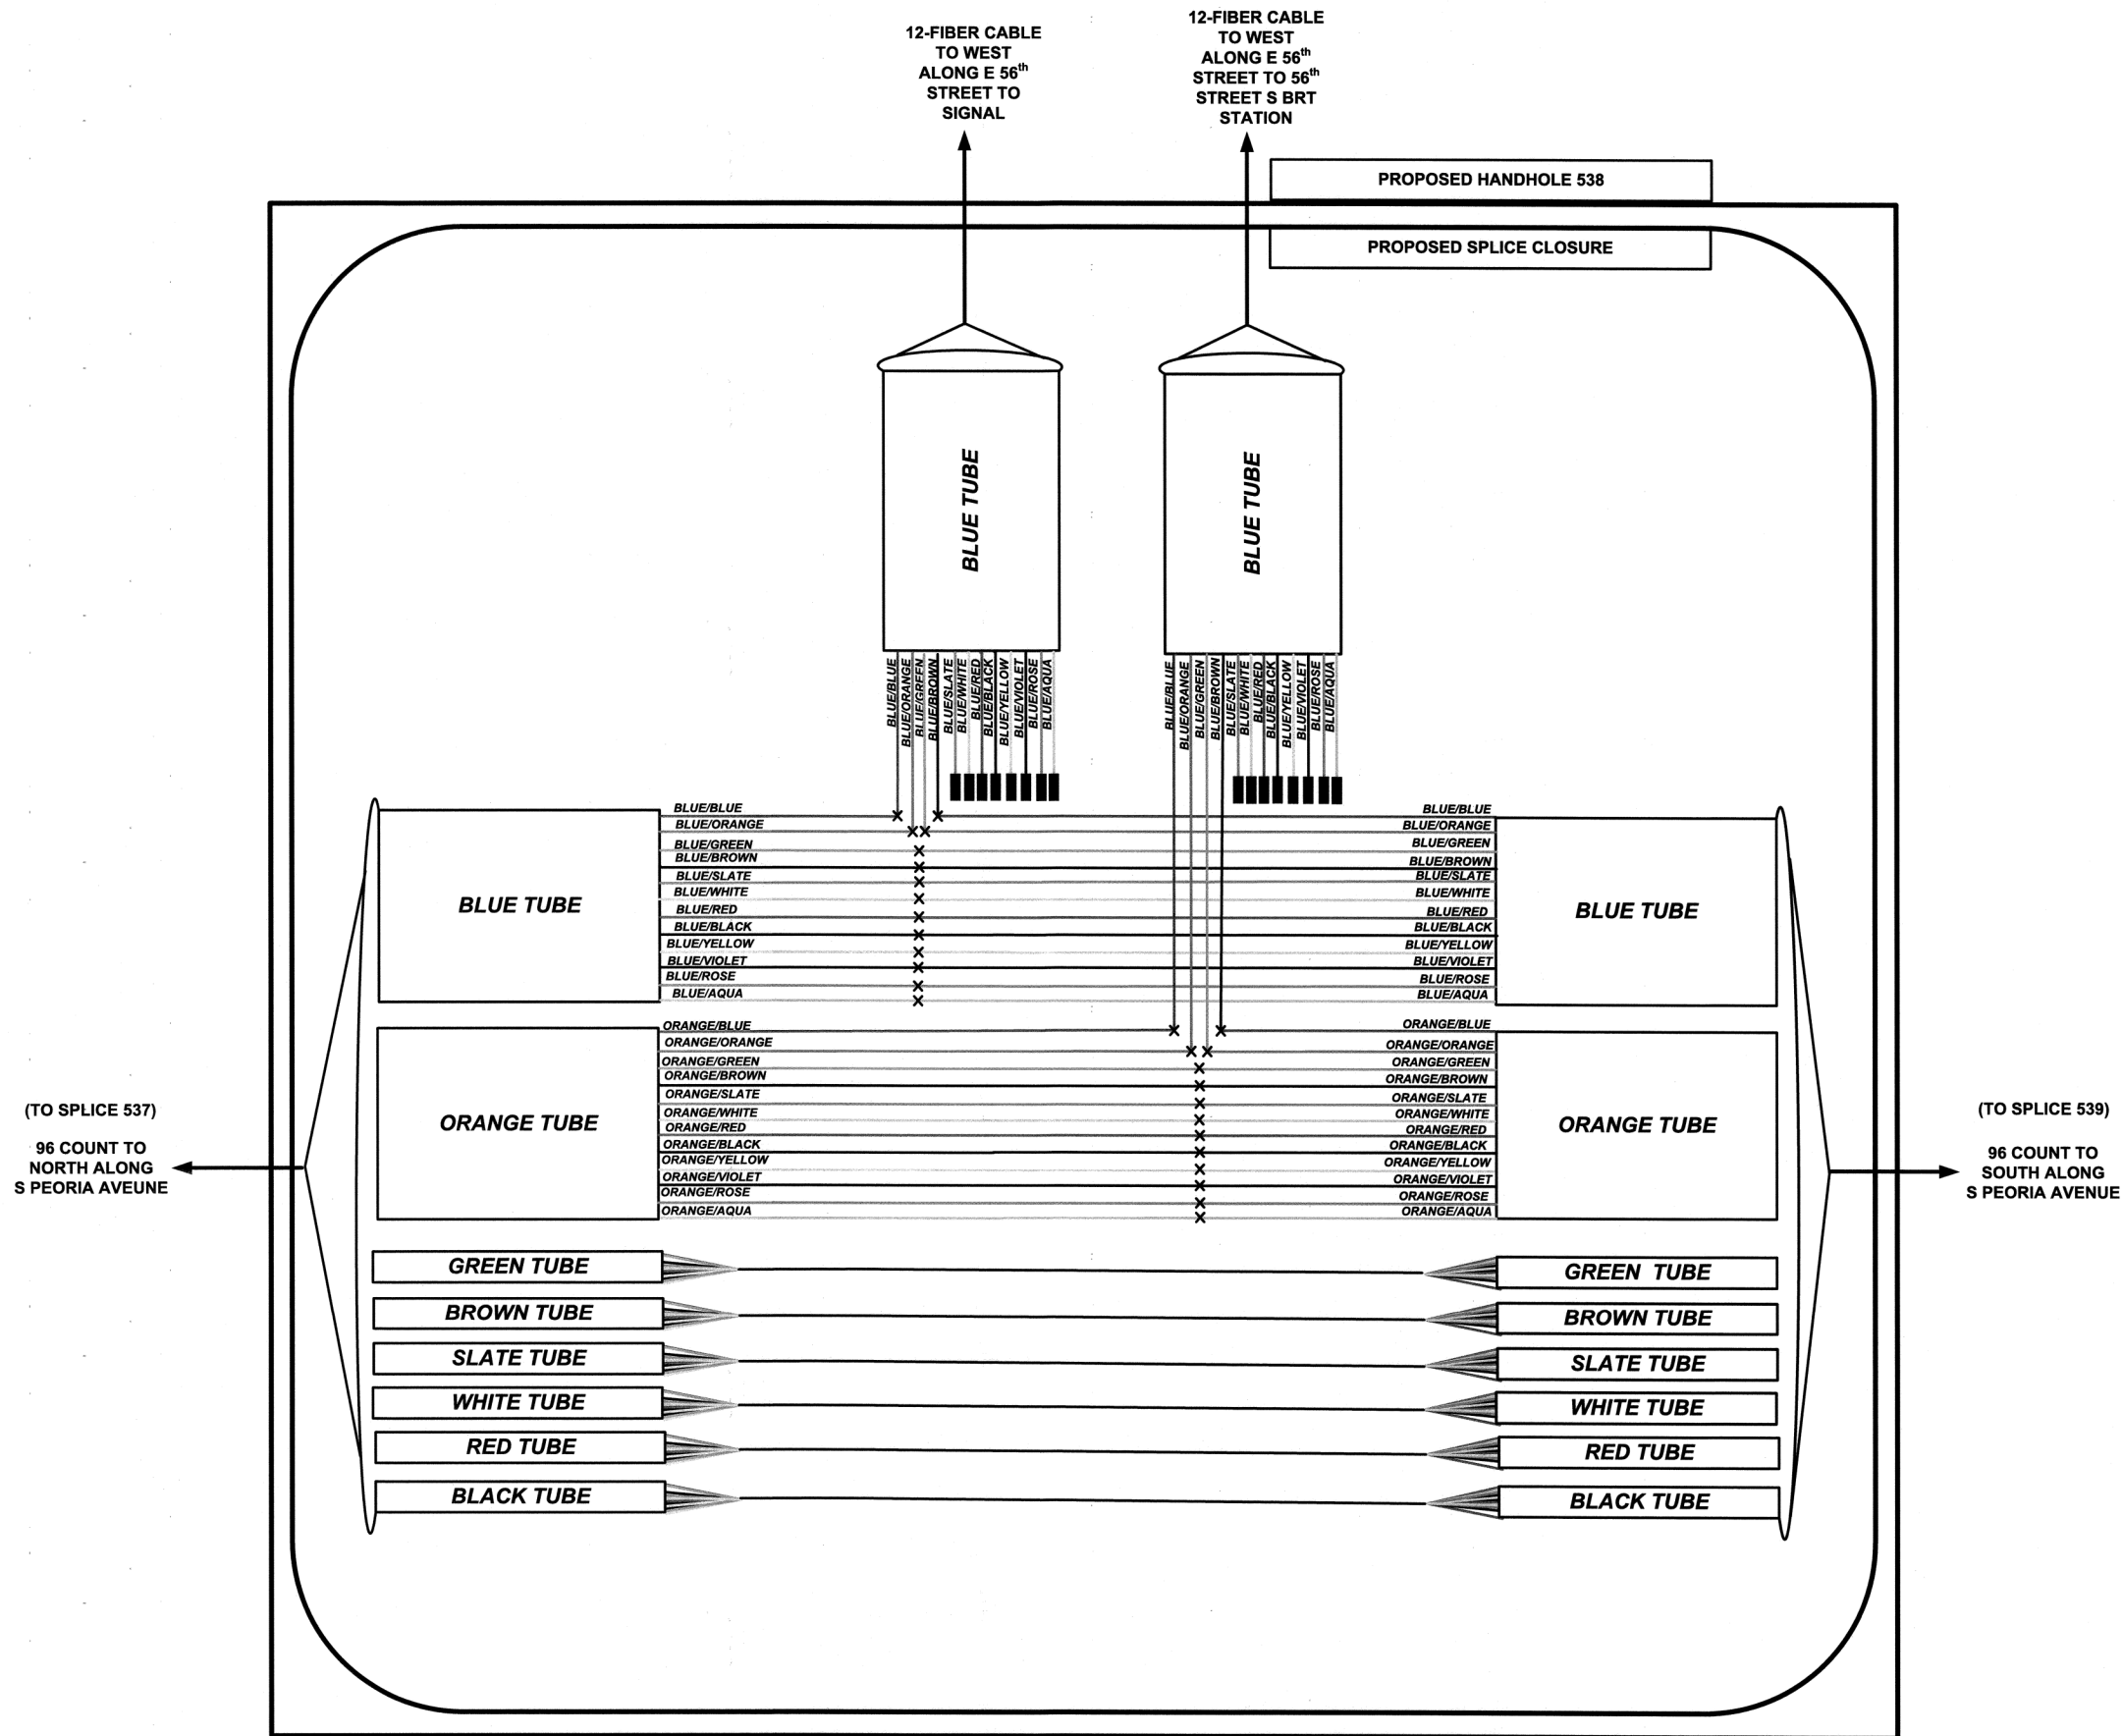 12-FIBER CABLE
TO WEST
ALONG E 56th
STREET TO
SIGNAL
12-FIBER CABLE
TO WEST
ALONG E 56th
STREET TO 56th
STREET S BRT
STATION
PROPOSED HANDHOLE 538
PROPOSED SPLICE CLOSURE
BLUE TUBE
BLUE TUBE
BLUE/BLUE
BLUE/ORANGE
BLUE/GREEN
BLUE/BROWN
BLUE/SLATE
BLUE/WHITE
BLUE/RED
BLUE/BLACK
BLUE/YELLOW
BLUE/VIOLET
BLUE/ROSE
BLUE/AQUA
BLUE/BLUE
BLUE/ORANGE
BLUE/GREEN
BLUE/BROWN
BLUE/SLATE
BLUE/WHITE
BLUE/RED
BLUE/BLACK
BLUE/YELLOW
BLUE/VIOLET
BLUE/ROSE
BLUE/AQUA
BLUE TUBE
BLUE/BLUE
BLUE/ORANGE
BLUE/GREEN
BLUE/BROWN
BLUE/SLATE
BLUE/WHITE
BLUE/RED
BLUE/BLACK
BLUE/YELLOW
BLUE/VIOLET
BLUE/ROSE
BLUE/AQUA
BLUE/BLUE
BLUE/ORANGE
BLUE/GREEN
BLUE/BROWN
BLUE/SLATE
BLUE/WHITE
BLUE/RED
BLUE/BLACK
BLUE/YELLOW
BLUE/VIOLET
BLUE/ROSE
BLUE/AQUA
BLUE TUBE
ORANGE TUBE
ORANGE/BLUE
ORANGE/ORANGE
ORANGE/GREEN
ORANGE/BROWN
ORANGE/SLATE
ORANGE/WHITE
ORANGE/RED
ORANGE/BLACK
ORANGE/YELLOW
ORANGE/VIOLET
ORANGE/ROSE
ORANGE/AQUA
ORANGE/BLUE
ORANGE/ORANGE
ORANGE/GREEN
ORANGE/BROWN
ORANGE/SLATE
ORANGE/WHITE
ORANGE/RED
ORANGE/BLACK
ORANGE/YELLOW
ORANGE/VIOLET
ORANGE/ROSE
ORANGE/AQUA
ORANGE TUBE
(TO SPLICE 537)
96 COUNT TO
NORTH ALONG
S PEORIA AVEUNE
(TO SPLICE 539)
96 COUNT TO
SOUTH ALONG
S PEORIA AVENUE
GREEN TUBE
GREEN TUBE
BROWN TUBE
BROWN TUBE
SLATE TUBE
SLATE TUBE
WHITE TUBE
WHITE TUBE
RED TUBE
RED TUBE
BLACK TUBE
BLACK TUBE